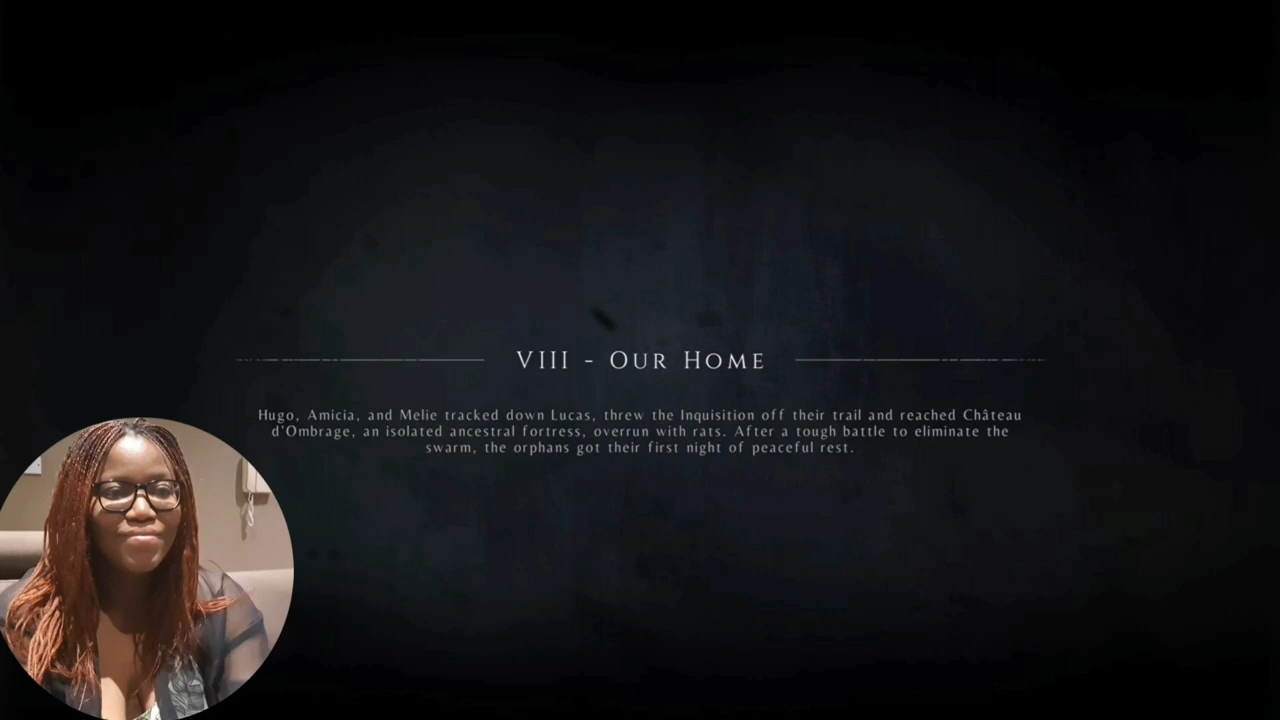 VIII - Our Home
Hugo, Amicia, and Melie tracked down Lucas, threw the Inquisition off their trail and reached Château
d'Ombrage, an isolated ancestral fortress, overrun with rats. After a tough battle to eliminate the
swarm, the orphans got their first night of peaceful rest.